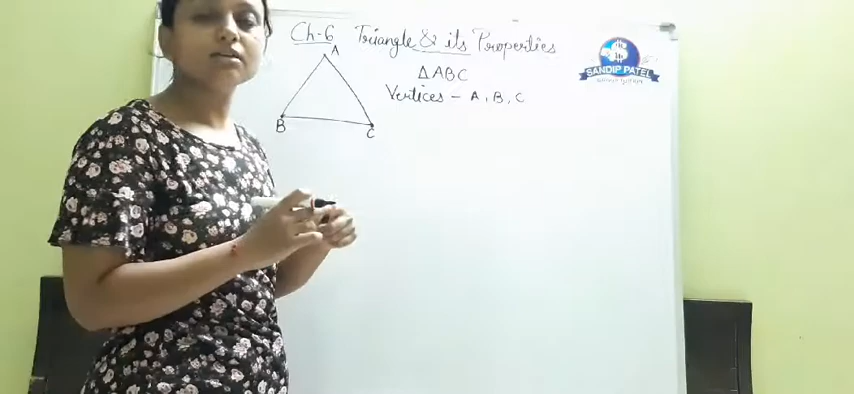 Ch-6 Triangle & its Properties
A
△ABC
Vertices - A, B, C
B
C
SANDIP PATEL